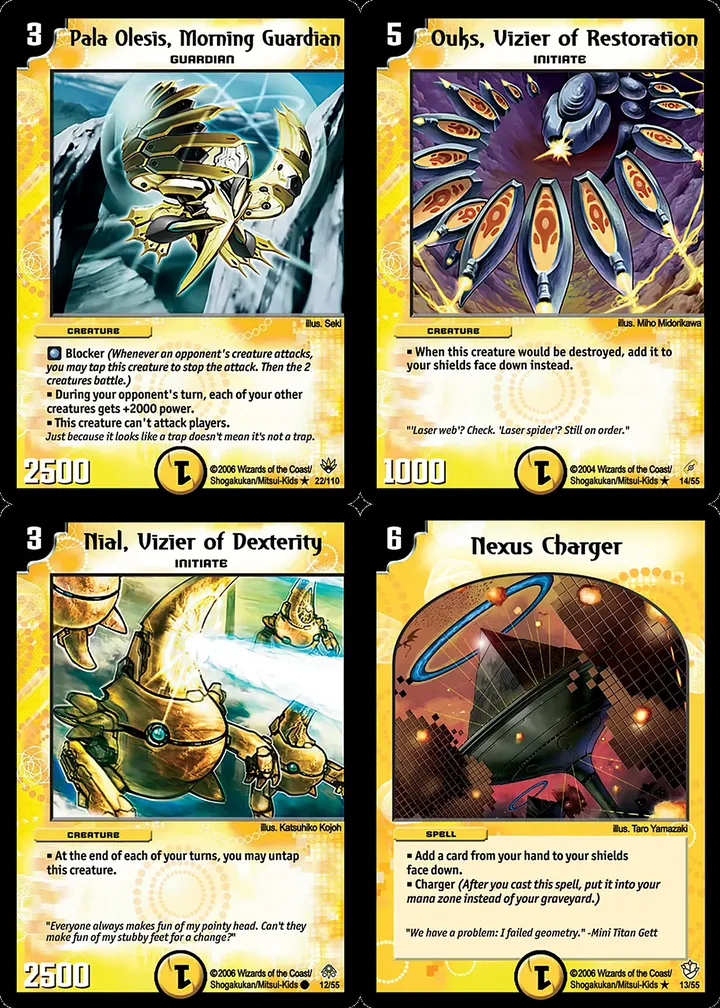 3 Pala Olesis, Morning Guardian
GUARDIAN
illus. Seki
CREATURE
Blocker (Whenever an opponent's creature attacks,
you may tap this creature to stop the attack. Then the 2
creatures battle.)
▪ During your opponent's turn, each of your other
creatures gets +2000 power.
▪ This creature can't attack players.
Just because it looks like a trap doesn't mean it's not a trap.
2500
1
©2006 Wizards of the Coast/
Shogakukan/Mitsui-Kids ★ 22/110
5 Ouks, Vizier of Restoration
INITIATE
illus. Miho Midorikawa
CREATURE
▪ When this creature would be destroyed, add it to
your shields face down instead.
"'Laser web'? Check. 'Laser spider'? Still on order."
1000
1
©2004 Wizards of the Coast/
Shogakukan/Mitsui-Kids ★ 14/55
3 Nial, Vizier of Dexterity
INITIATE
illus. Katsuhiko Kojoh
CREATURE
▪ At the end of each of your turns, you may untap
this creature.
"Everyone always makes fun of my pointy head. Can't they
make fun of my stubby feet for a change?"
2500
1
©2006 Wizards of the Coast/
Shogakukan/Mitsui-Kids ● 12/55
6 Nexus Charger
illus. Taro Yamazaki
SPELL
▪ Add a card from your hand to your shields
face down.
▪ Charger (After you cast this spell, put it into your
mana zone instead of your graveyard.)
"We have a problem: I failed geometry." -Mini Titan Gett
1
©2006 Wizards of the Coast/
Shogakukan/Mitsui-Kids ★ 13/55